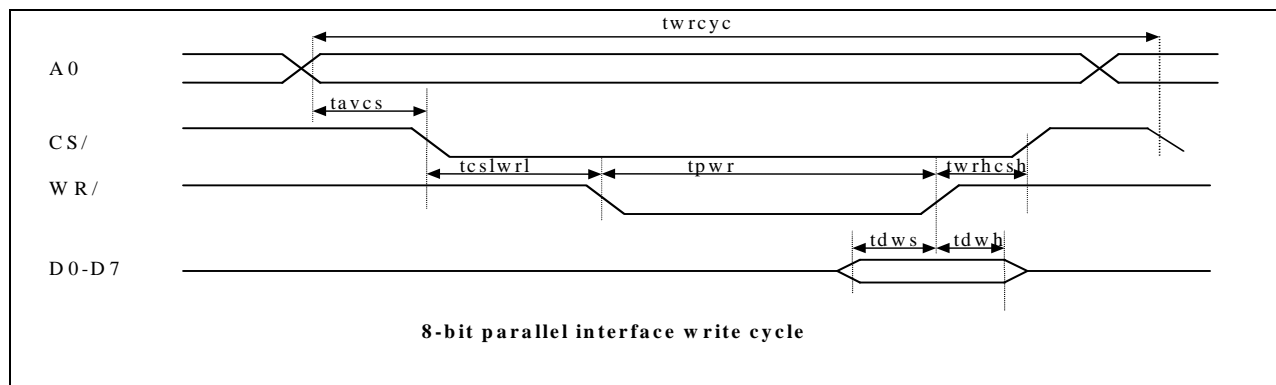 twrcyc
A0
tavcs
CS/
tcslwrl tpwr twrhcsh
WR/
tdws tdwh
D0-D7
8-bit parallel interface write cycle